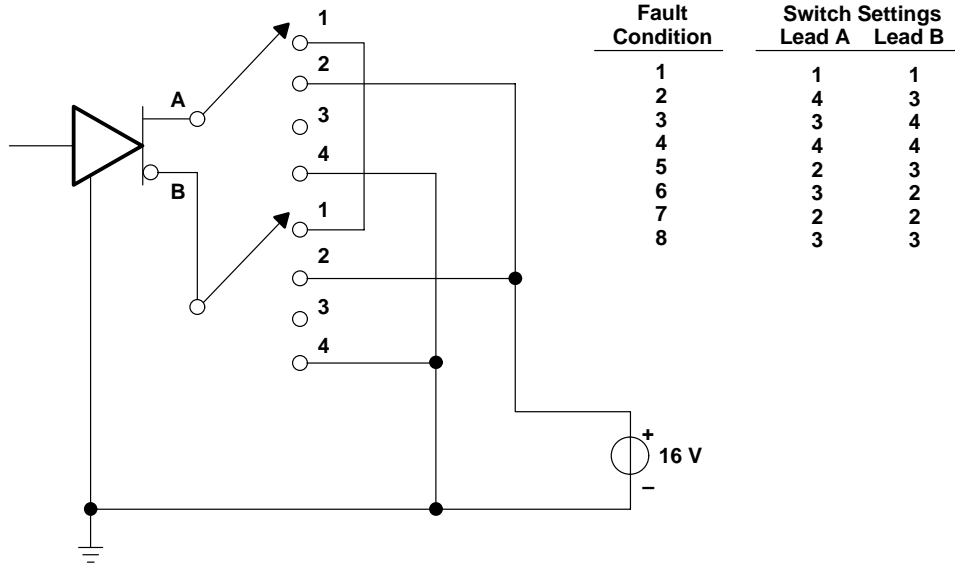 1
2
3
4
1
2
3
4
A
B
+
16 V
–
Fault Condition Switch Settings
Lead A Lead B
1 1 1
2 4 3
3 3 4
4 4 4
5 2 3
6 3 2
7 2 2
8 3 3